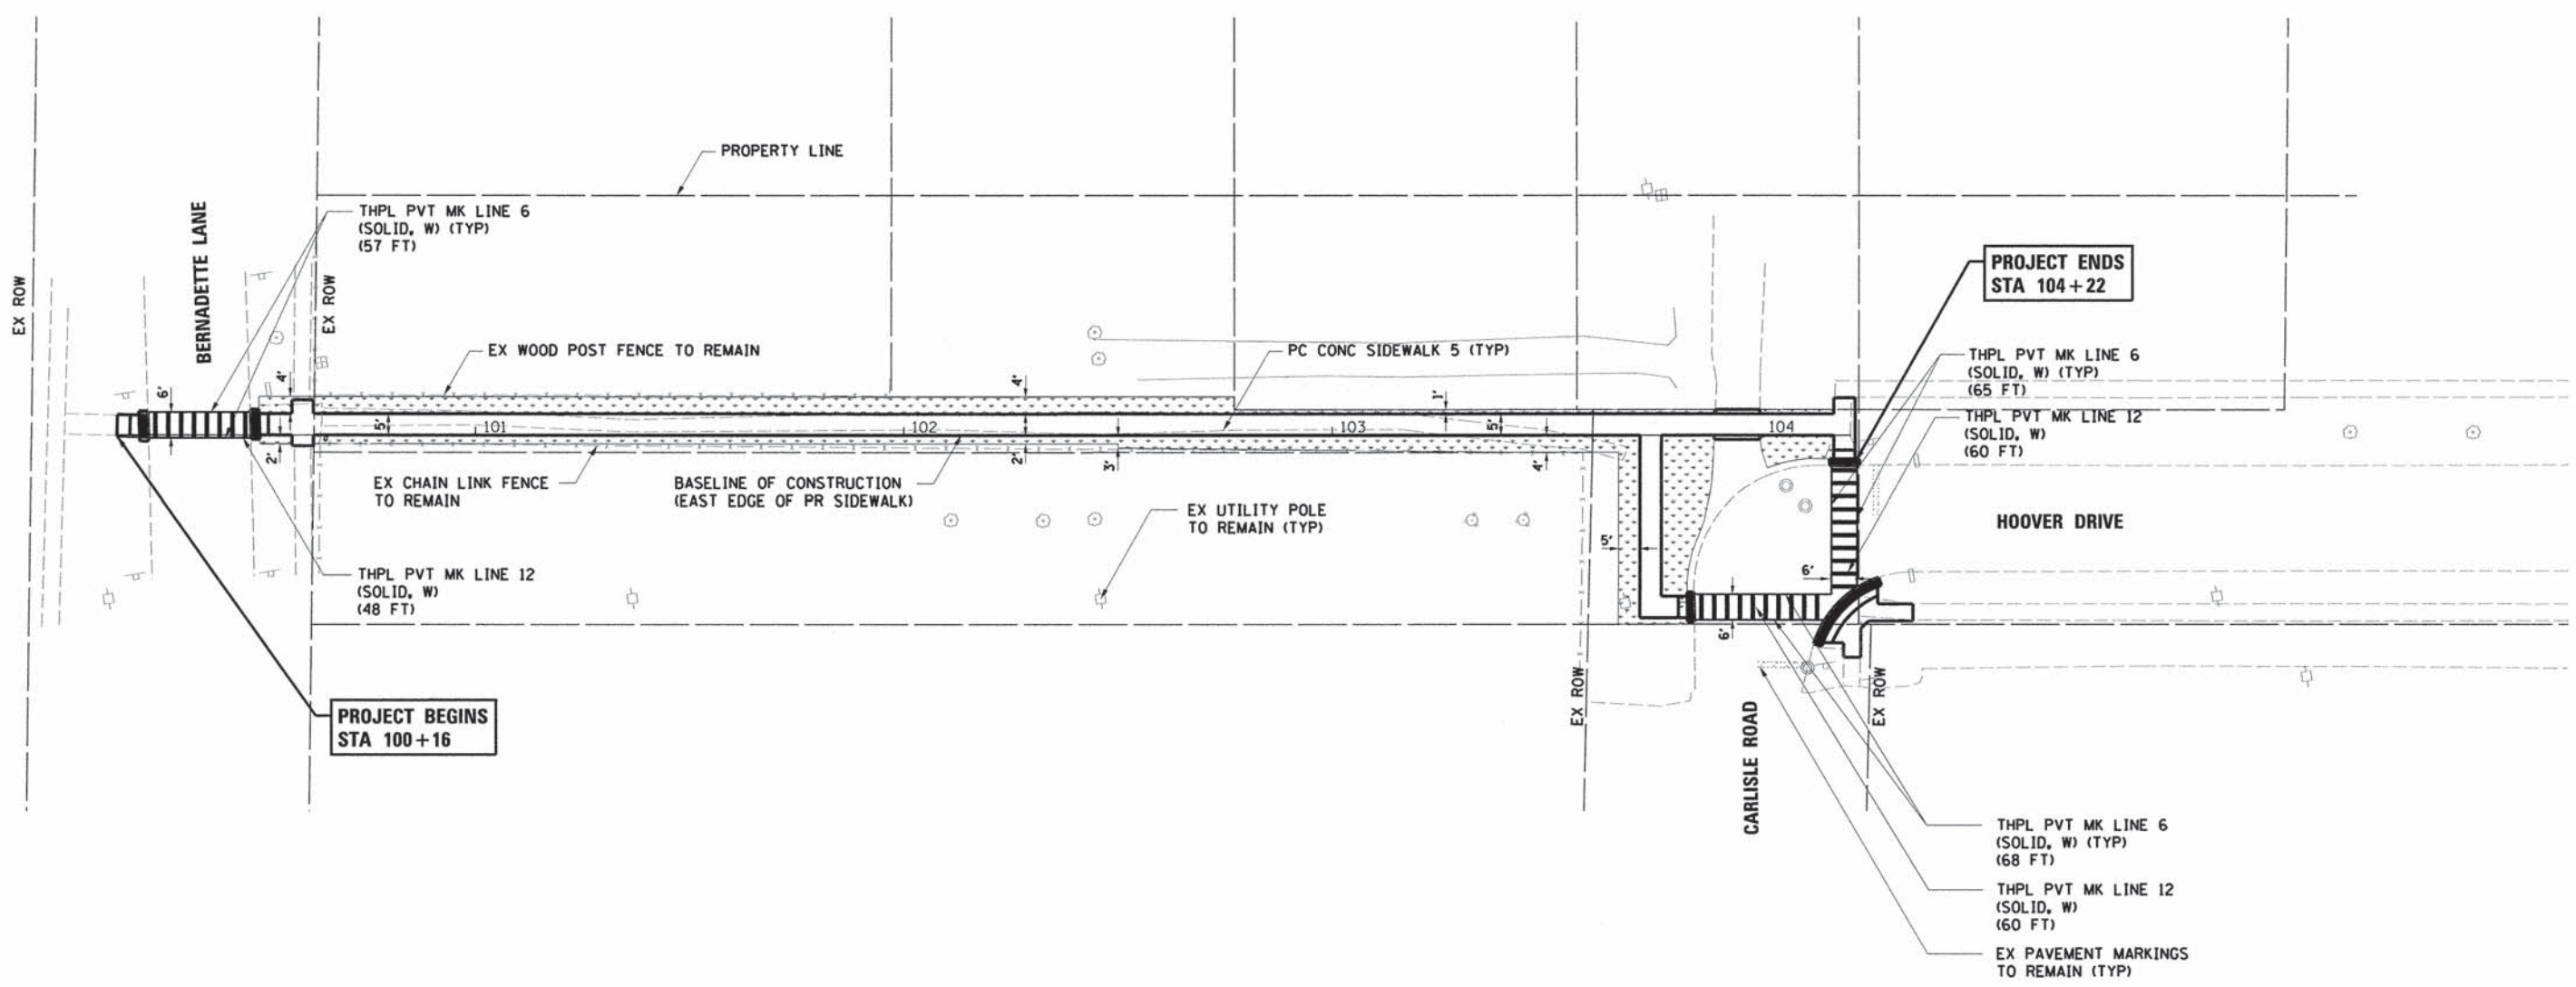 PROPERTY LINE
THPL PVT MK LINE 6
(SOLID, W) (TYP)
(57 FT)
BERNADETTE LANE
EX ROW
EX ROW
PROJECT ENDS
STA 104+22
EX WOOD POST FENCE TO REMAIN
PC CONC SIDEWALK 5 (TYP)
THPL PVT MK LINE 6
(SOLID, W) (TYP)
(65 FT)
THPL PVT MK LINE 12
(SOLID, W)
(60 FT)
6'
4'
4'
1'
5'
101
102
103
5'
104
2'
2'
3'
4'
EX CHAIN LINK FENCE
TO REMAIN
BASELINE OF CONSTRUCTION
(EAST EDGE OF PR SIDEWALK)
EX UTILITY POLE
TO REMAIN (TYP)
HOOVER DRIVE
5'
6'
6'
THPL PVT MK LINE 12
(SOLID, W)
(48 FT)
PROJECT BEGINS
STA 100+16
EX ROW
EX ROW
CARLISLE ROAD
THPL PVT MK LINE 6
(SOLID, W) (TYP)
(68 FT)
THPL PVT MK LINE 12
(SOLID, W)
(60 FT)
EX PAVEMENT MARKINGS
TO REMAIN (TYP)